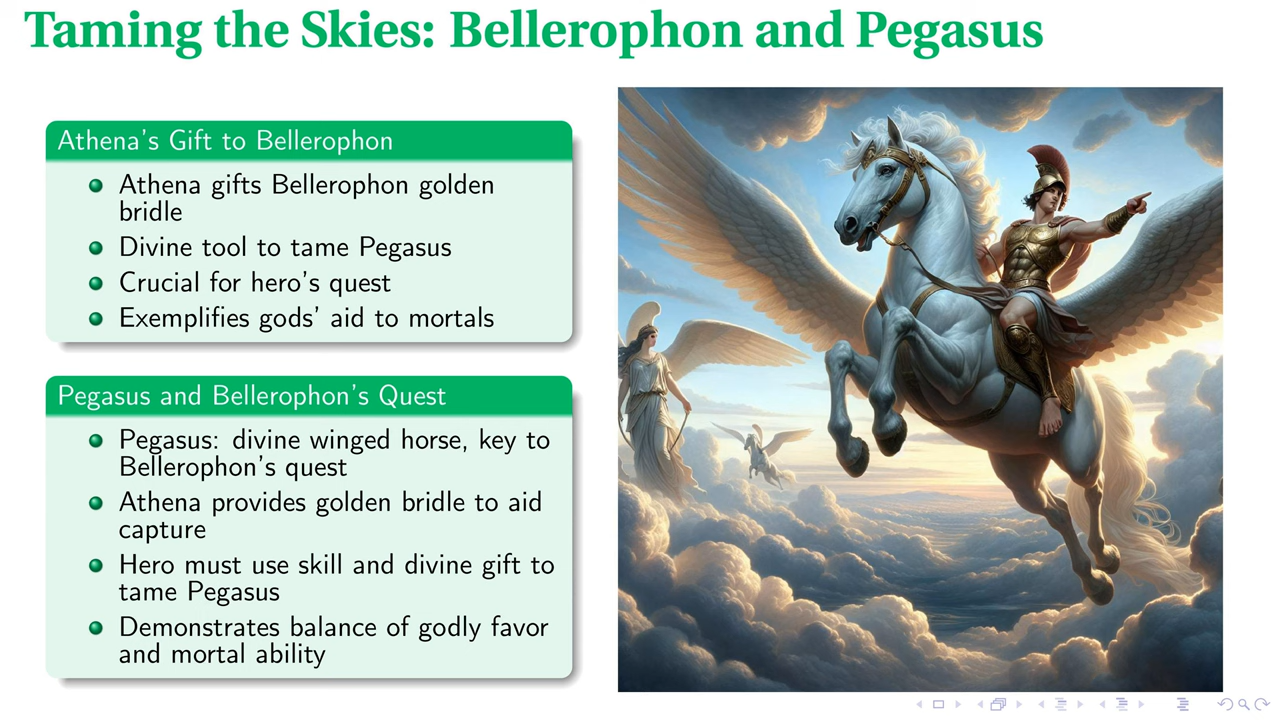 Taming the Skies: Bellerophon and Pegasus
Athena's Gift to Bellerophon
Athena gifts Bellerophon golden
bridle
Divine tool to tame Pegasus
Crucial for hero's quest
Exemplifies gods' aid to mortals
Pegasus and Bellerophon's Quest
Pegasus: divine winged horse, key to
Bellerophon's quest
Athena provides golden bridle to aid
capture
Hero must use skill and divine gift to
tame Pegasus
Demonstrates balance of godly favor
and mortal ability